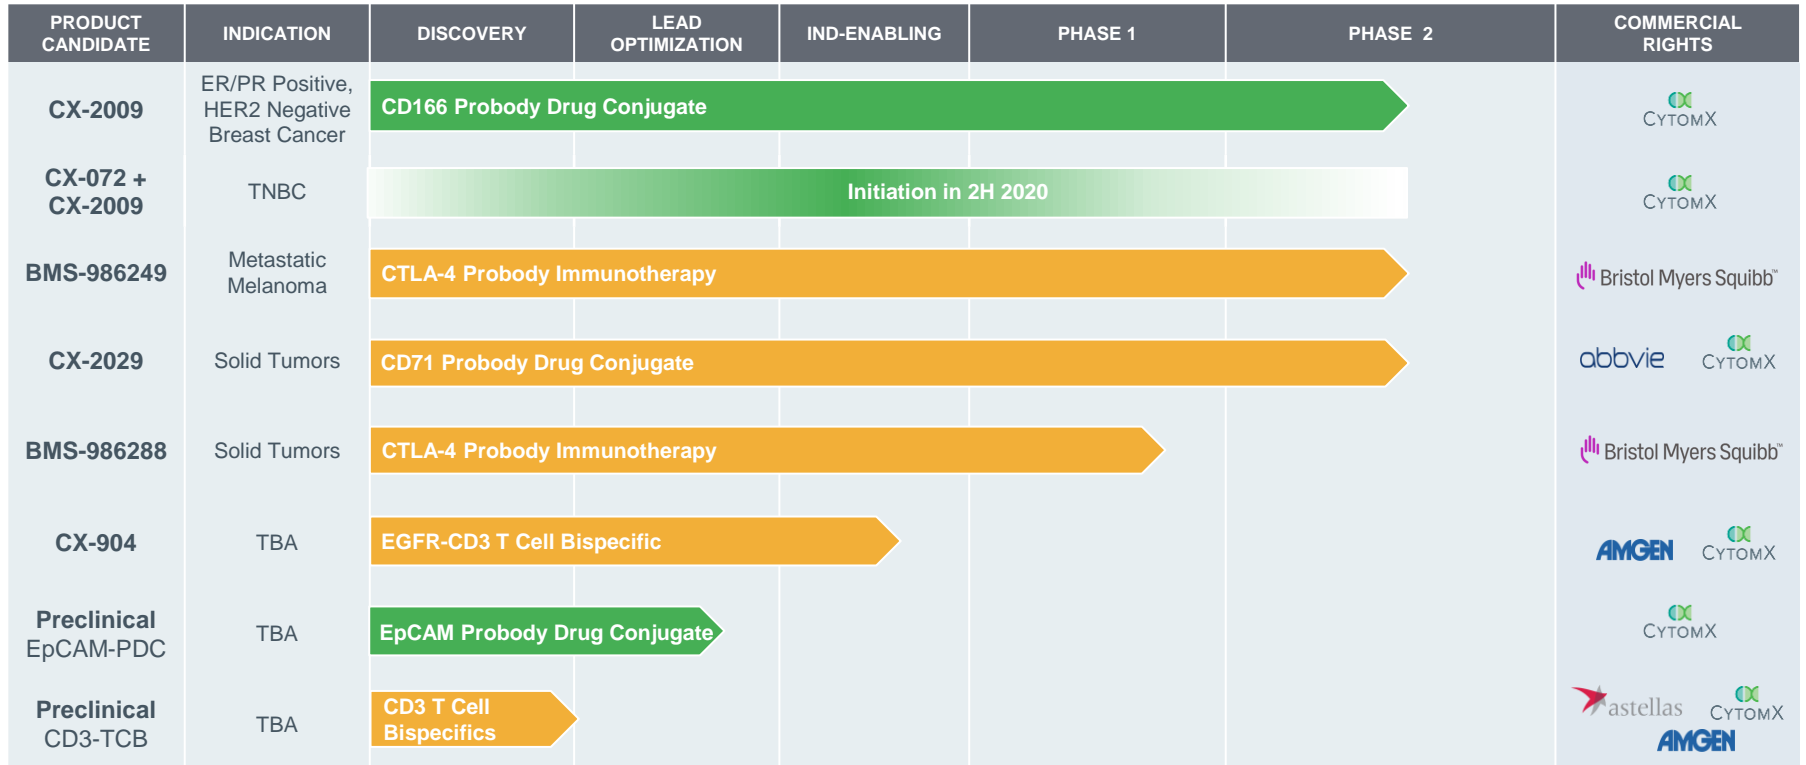 PRODUCT
CANDIDATE
INDICATION
DISCOVERY
LEAD
OPTIMIZATION
IND-ENABLING
PHASE 1
PHASE 2
COMMERCIAL
RIGHTS
CX-2009
ER/PR Positive,
HER2 Negative
Breast Cancer
CD166 Probody Drug Conjugate
CYTOMX
CX-072 +
CX-2009
TNBC
Initiation in 2H 2020
CYTOMX
BMS-986249
Metastatic
Melanoma
CTLA-4 Probody Immunotherapy
Bristol Myers Squibb™
CX-2029
Solid Tumors
CD71 Probody Drug Conjugate
abbvie
CYTOMX
BMS-986288
Solid Tumors
CTLA-4 Probody Immunotherapy
Bristol Myers Squibb™
CX-904
TBA
EGFR-CD3 T Cell Bispecific
AMGEN
CYTOMX
Preclinical
EpCAM-PDC
TBA
EpCAM Probody Drug Conjugate
CYTOMX
Preclinical
CD3-TCB
TBA
CD3 T Cell
Bispecifics
astellas
CYTOMX
AMGEN